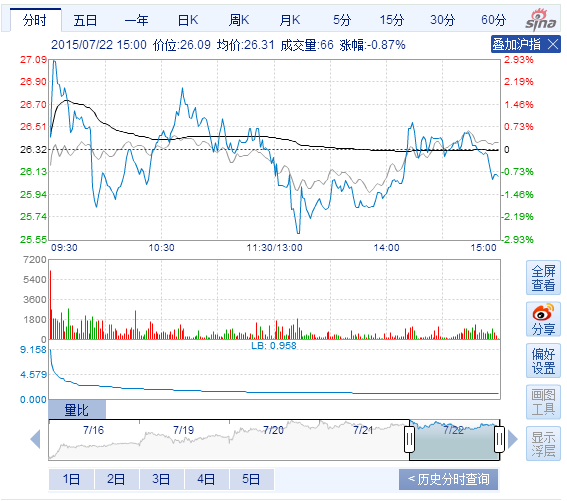 分时 五日 一年 日K 周K 月K 5分 15分 30分 60分
sina
2015/07/22 15:00 价位:26.09 均价:26.31 成交量:66 涨幅:-0.87%
叠加沪指 ×
27.09 2.93%
26.90 2.19%
26.70 1.46%
26.51 0.73%
26.32 0
26.13 0.73%
25.94 1.46%
25.74 2.19%
25.55 2.93%
09:30 10:30 11:30/13:00 14:00 15:00
7200
5400
3600
1800
0
全屏
查看
分享
偏好
设置
画图
工具
显示
浮层
LB: 0.958
9.158
4.579
0.000
量比
7/16 7/19 7/20 7/21 7/22
1日 2日 3日 4日 5日 <历史分时查询